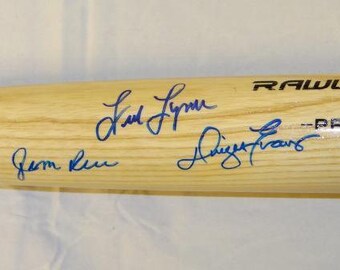 RAWL
Fred Lynn
Jim Rice
Dwight Evans